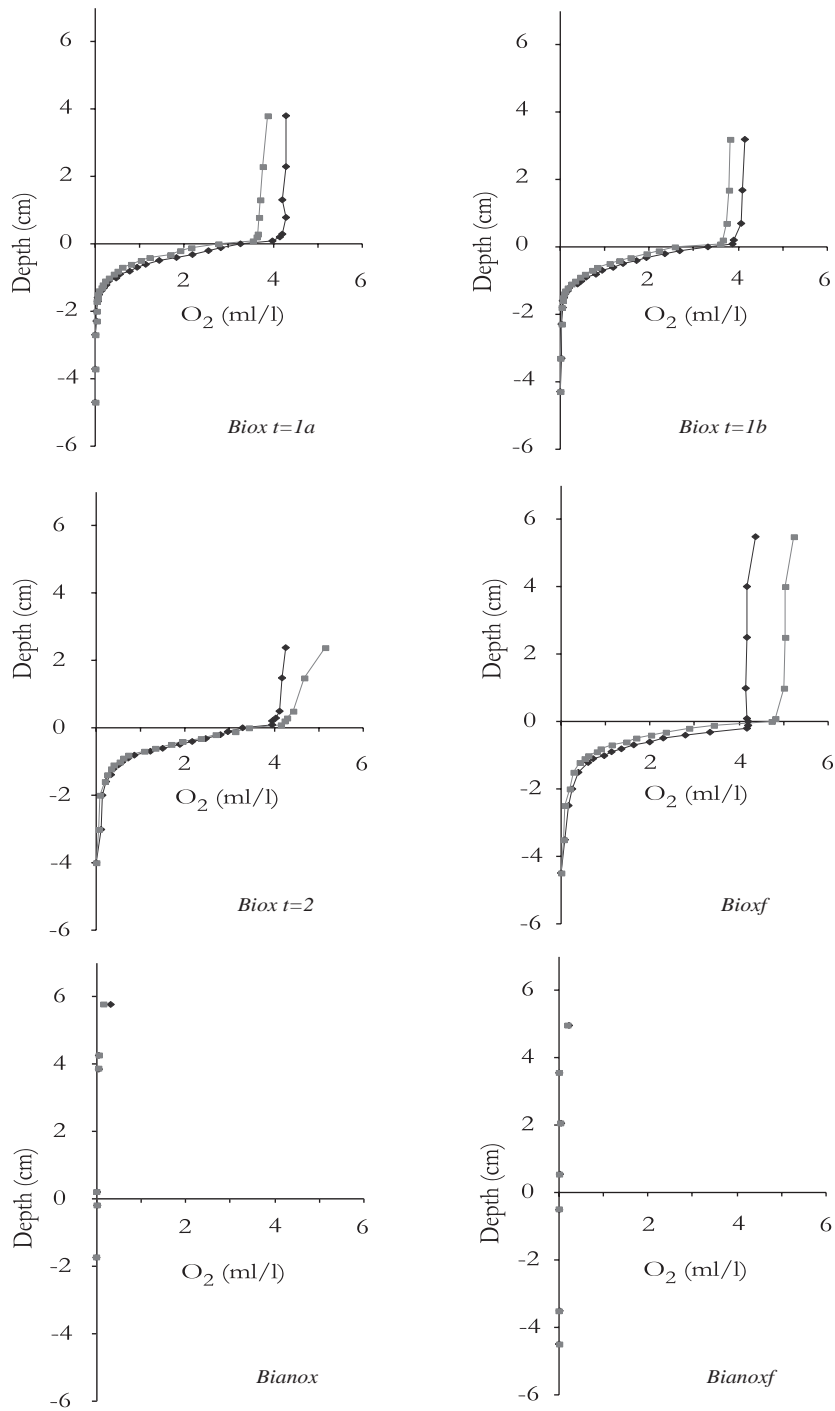 6
4
2
0
-2
-4
-6
Depth (cm)
2 4 6
O2 (ml/l)
Biox t=1a
6
4
2
0
-2
-4
-6
Depth (cm)
2 4 6
O2 (ml/l)
Biox t=1b
6
4
2
0
-2
-4
-6
Depth (cm)
2 4 6
O2 (ml/l)
Biox t=2
6
4
2
0
-2
-4
-6
Depth (cm)
2 4 6
O2 (ml/l)
Bioxf
6
4
2
0
-2
-4
-6
Depth (cm)
2 4 6
O2 (ml/l)
Bianox
6
4
2
0
-2
-4
-6
Depth (cm)
2 4 6
O2 (ml/l)
Bianoxf